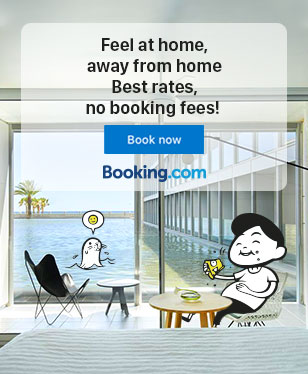 Feel at home,
away from home
Best rates,
no booking fees!
Book now
Booking.com